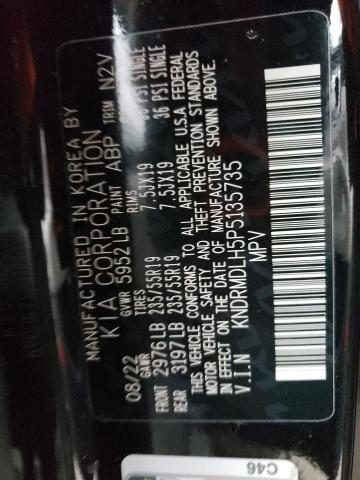 MANUFACTURED IN KOREA BY
KIA CORPORATION
08/22 GVWR 5952 LB PAINT ABP TRIM N2V
GAWR TIRES RIMS
FRONT 2976 LB 235/55R19 7.5JX19 36 PSI SINGLE
REAR 3197 LB 235/55R19 7.5JX19 36 PSI SINGLE
THIS VEHICLE CONFORMS TO ALL APPLICABLE U.S.A FEDERAL
VEHICLE SAFETY AND THEFT PREVENTION STANDARDS
IN EFFECT ON THE DATE OF MANUFACTURE SHOWN ABOVE.
V.I.N KNDRMDLH5P5135735
MPV
C46